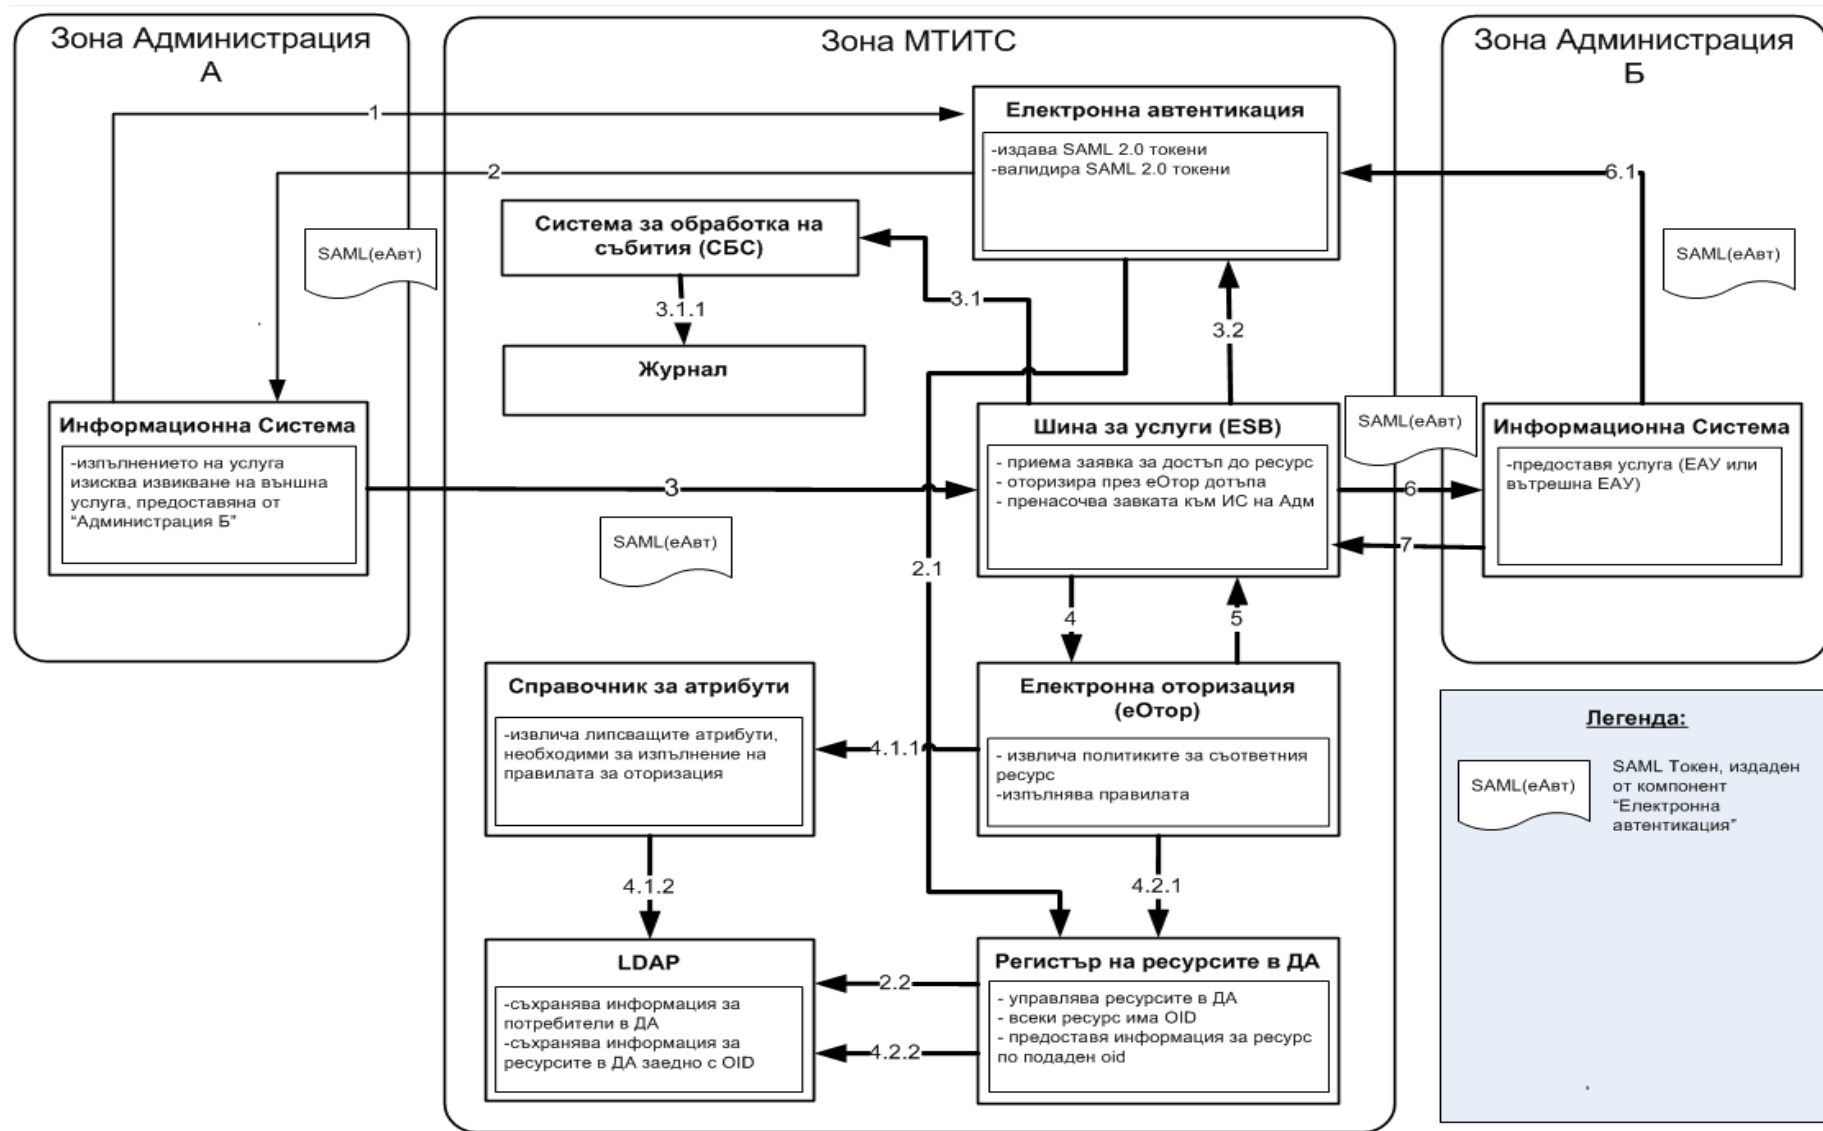 Зона Администрация
А
Зона МТИТС
Зона Администрация
Б
1
Електронна автентикация
-издава SAML 2.0 токени
-валидира SAML 2.0 токени
2
6.1
Система за обработка на
събития (СБС)
SAML(еАвт)
SAML(еАвт)
3.1
3.1.1
3.2
Журнал
Информационна Система
-изпълнението на услуга
изисква извикване на външна
услуга, предоставяна от
“Администрация Б”
3
SAML(еАвт)
Шина за услуги (ESB)
- приема заявка за достъп до ресурс
- оторизира през еОтор дотъпа
- пренасочва завката към ИС на Адм
SAML(еАвт)
6
7
Информационна Система
-предоставя услуга (ЕАУ или
вътрешна ЕАУ)
2.1
4
5
Справочник за атрибути
-извлича липсващите атрибути,
необходими за изпълнение на
правилата за оторизация
4.1.1
Електронна оторизация
(еОтор)
- извлича политиките за съответния
ресурс
-изпълнява правилата
4.1.2
4.2.1
LDAP
-съхранява информация за
потребители в ДА
-съхранява информация за
ресурсите в ДА заедно с OID
2.2
4.2.2
Регистър на ресурсите в ДА
- управлява ресурсите в ДА
- всеки ресурс има OID
- предоставя информация за ресурс
по подаден oid
Легенда:
SAML(еАвт)
SAML Токен, издаден
от компонент
“Електронна
автентикация”